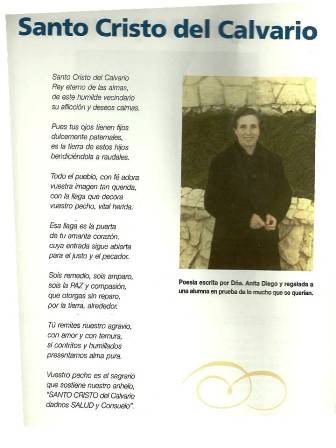 Santo Cristo del Calvario
Santo Cristo del Calvario
Rey eterno de las almas,
de este humilde vecindario
su aflicción y deseos calmas.
Pues tus ojos tienen fijos
dulcemente paternales,
es la tierra de estos hijos
bendiciéndola a raudales.
Todo el pueblo, con fé adora
vuestra imagen tan querida,
con la llaga que decora
vuestro pecho, vital herida.
Esa llaga es la puerta
de tu amante corazón,
cuya entrada sigue abierta
para el justo y el pecador.
Sois remedio, sois amparo,
sois la PAZ y compasión,
que otorgas sin reparo,
por la tierra, alrededor.
Tú remites nuestro agravio,
con amor y con ternura,
si contritos y humillados
presentamos alma pura.
Vuestro pecho es el sagrario
que sostiene nuestro anhelo,
"SANTO CRISTO del Calvario
dadnos SALUD y Consuelo".
Poesía escrita por Dña. Anita Diego y regalada a
una alumna en prueba de lo mucho que se querían.